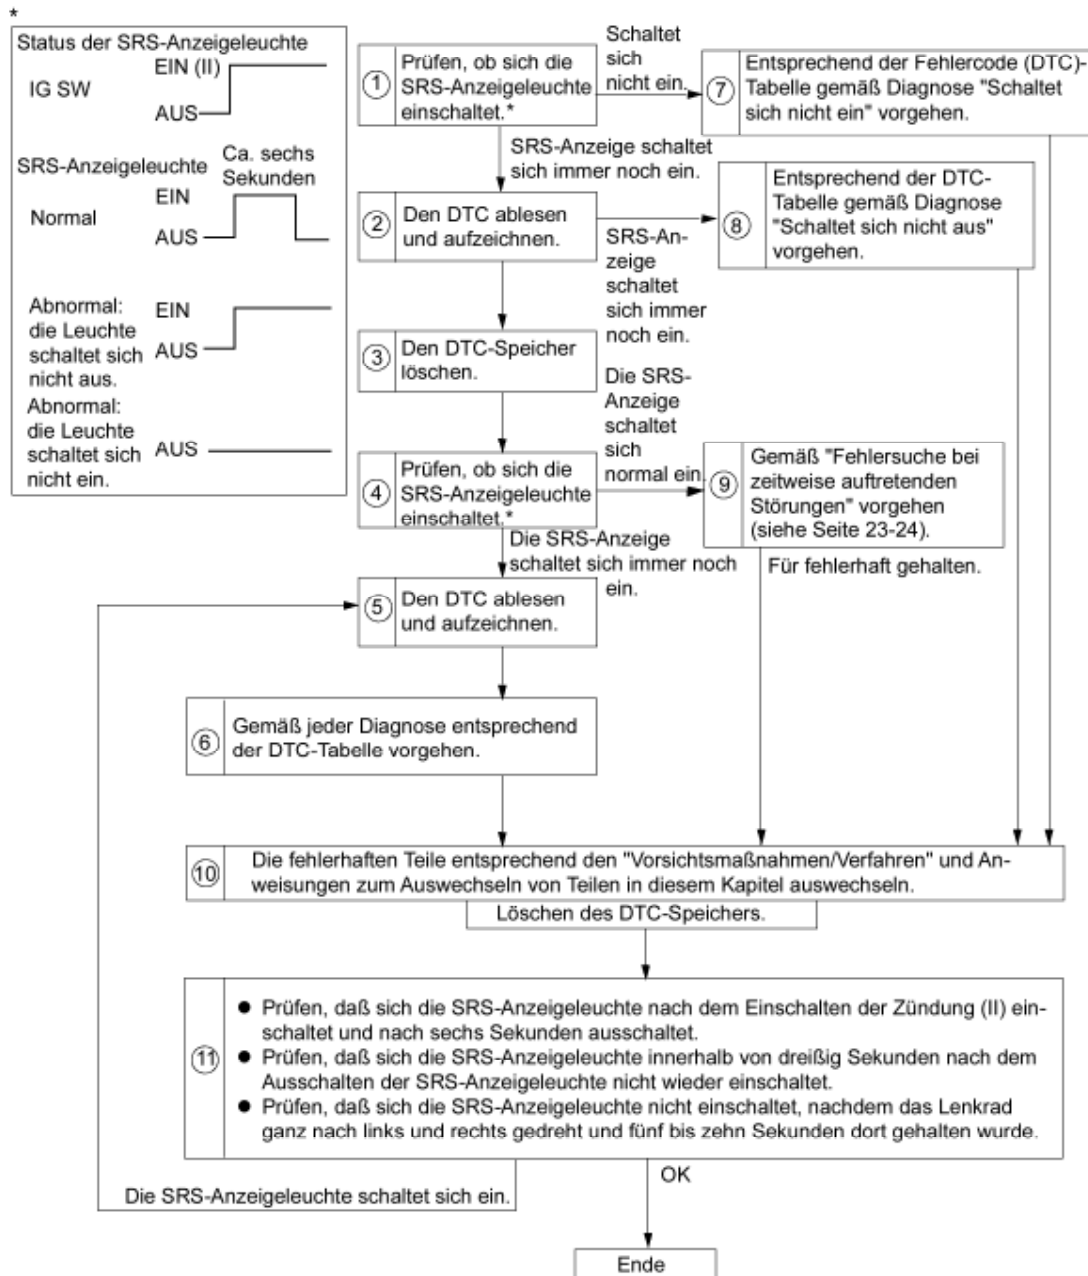 *
Status der SRS-Anzeigeleuchte
IG SW
EIN (II)
AUS
SRS-Anzeigeleuchte
Ca. sechs
Sekunden
Normal
EIN
AUS
Abnormal:
die Leuchte
schaltet sich
nicht aus.
EIN
AUS
Abnormal:
die Leuchte
schaltet sich
nicht ein.
AUS
1
Prüfen, ob sich die
SRS-Anzeigeleuchte
einschaltet.*
Schaltet
sich
nicht ein.
7
Entsprechend der Fehlercode (DTC)-
Tabelle gemäß Diagnose "Schaltet
sich nicht ein" vorgehen.
SRS-Anzeige schaltet
sich immer noch ein.
2
Den DTC ablesen
und aufzeichnen.
SRS-An-
zeige
schaltet
sich immer
noch ein.
8
Entsprechend der DTC-
Tabelle gemäß Diagnose
"Schaltet sich nicht aus"
vorgehen.
3
Den DTC-Speicher
löschen.
4
Prüfen, ob sich die
SRS-Anzeigeleuchte
einschaltet.*
Die SRS-
Anzeige
schaltet
sich
normal ein.
9
Gemäß "Fehlersuche bei
zeitweise auftretenden
Störungen" vorgehen
(siehe Seite 23-24).
Die SRS-Anzeige
schaltet sich immer noch
ein.
Für fehlerhaft gehalten.
5
Den DTC ablesen
und aufzeichnen.
6
Gemäß jeder Diagnose entsprechend
der DTC-Tabelle vorgehen.
10
Die fehlerhaften Teile entsprechend den "Vorsichtsmaßnahmen/Verfahren" und An-
weisungen zum Auswechseln von Teilen in diesem Kapitel auswechseln.
Löschen des DTC-Speichers.
11
● Prüfen, daß sich die SRS-Anzeigeleuchte nach dem Einschalten der Zündung (II) ein-
schaltet und nach sechs Sekunden ausschaltet.
● Prüfen, daß sich die SRS-Anzeigeleuchte innerhalb von dreißig Sekunden nach dem
Ausschalten der SRS-Anzeigeleuchte nicht wieder einschaltet.
● Prüfen, daß sich die SRS-Anzeigeleuchte nicht einschaltet, nachdem das Lenkrad
ganz nach links und rechts gedreht und fünf bis zehn Sekunden dort gehalten wurde.
Die SRS-Anzeigeleuchte schaltet sich ein.
OK
Ende